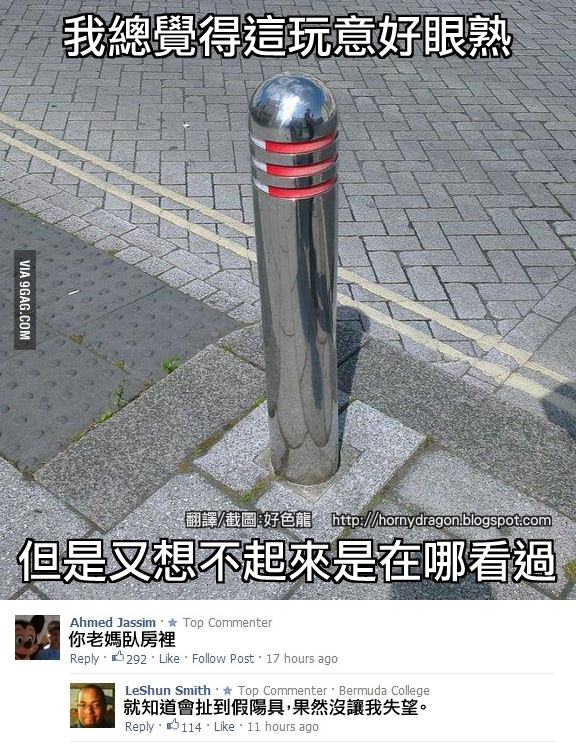 我總覺得這玩意好眼熟
VIA 9GAG.COM
翻譯/截圖:好色龍 http://hornydragon.blogspot.com
但是又想不起來是在哪看過
Ahmed Jassim · ★ Top Commenter
你老媽臥房裡
Reply · 292 · Like · Follow Post · 17 hours ago
LeShun Smith · ★ Top Commenter · Bermuda College
就知道會扯到假陽具,果然沒讓我失望。
Reply · 114 · Like · 11 hours ago